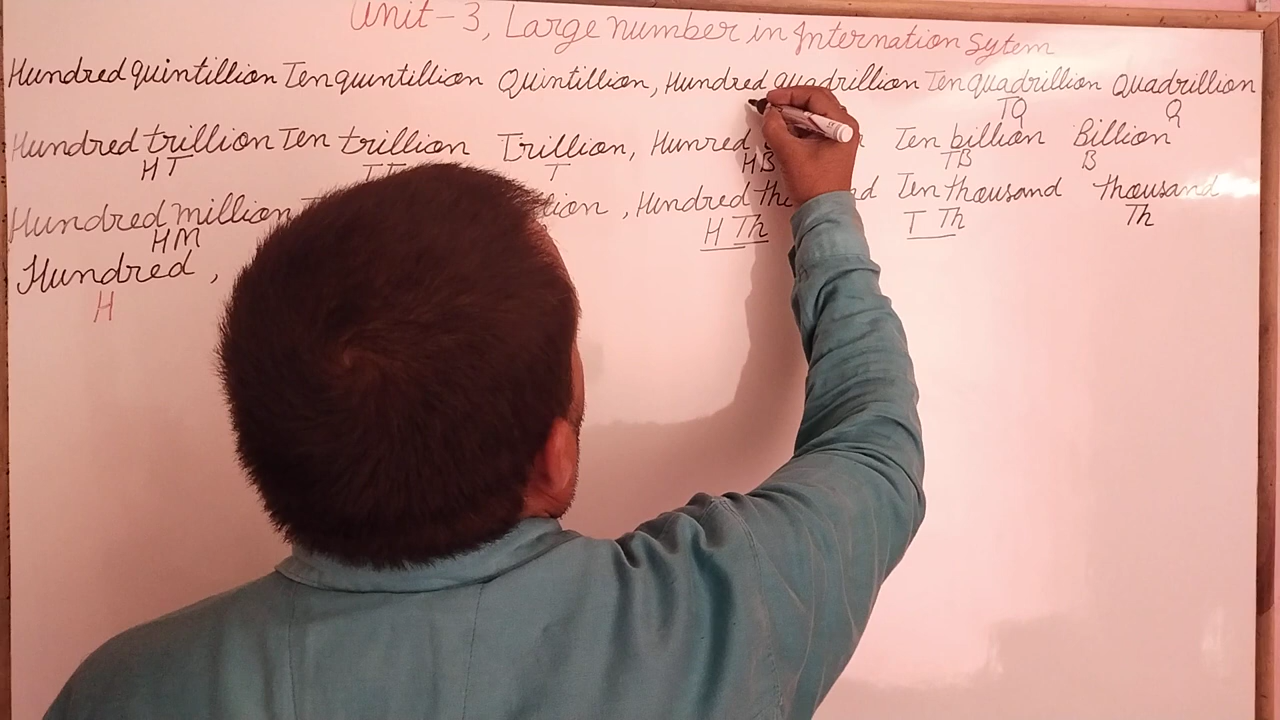 Unit-3, Large number in Internation Sytem
Hundred quintillion Ten quintillion Quintillion, Hundred quadrillion Ten quadrillion Quadrillion
TQ Q
Hundred trillion Ten trillion Trillion, Hunred Ten billion Billion
HT TT T HB TB B
Hundred million , Hundred Ten thousand thousand
HM H Th T Th Th
Hundred ,
H